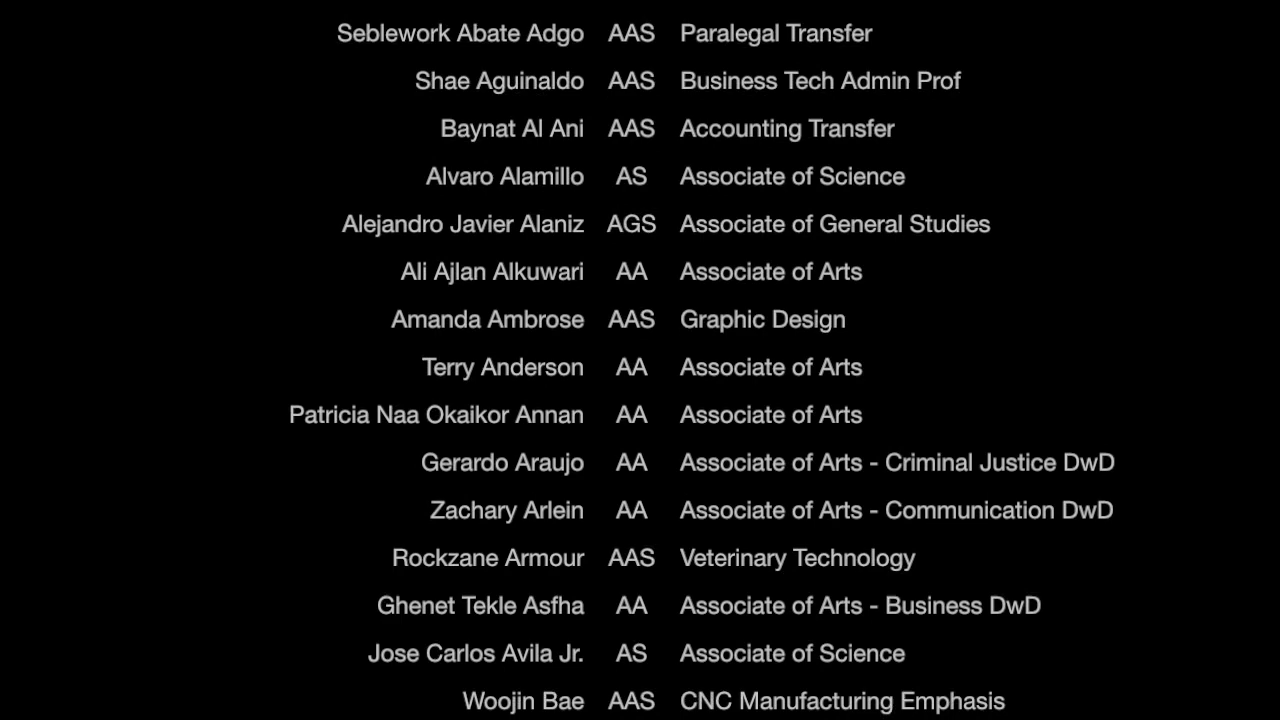 Seblework Abate Adgo AAS Paralegal Transfer
Shae Aguinaldo AAS Business Tech Admin Prof
Baynat Al Ani AAS Accounting Transfer
Alvaro Alamillo AS Associate of Science
Alejandro Javier Alaniz AGS Associate of General Studies
Ali Ajlan Alkuwari AA Associate of Arts
Amanda Ambrose AAS Graphic Design
Terry Anderson AA Associate of Arts
Patricia Naa Okaikor Annan AA Associate of Arts
Gerardo Araujo AA Associate of Arts - Criminal Justice DwD
Zachary Arlein AA Associate of Arts - Communication DwD
Rockzane Armour AAS Veterinary Technology
Ghenet Tekle Asfha AA Associate of Arts - Business DwD
Jose Carlos Avila Jr. AS Associate of Science
Woojin Bae AAS CNC Manufacturing Emphasis